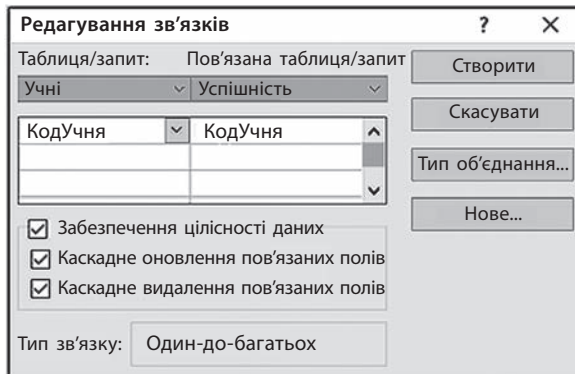 Редагування зв'язків ? ✕
Таблиця/запит: Пов'язана таблиця/запит
Учні Успішність
КодУчня КодУчня
Створити
Скасувати
Тип об'єднання...
Нове...
Забезпечення цілісності даних
Каскадне оновлення пов'язаних полів
Каскадне видалення пов'язаних полів
Тип зв'язку: Один-до-багатьох